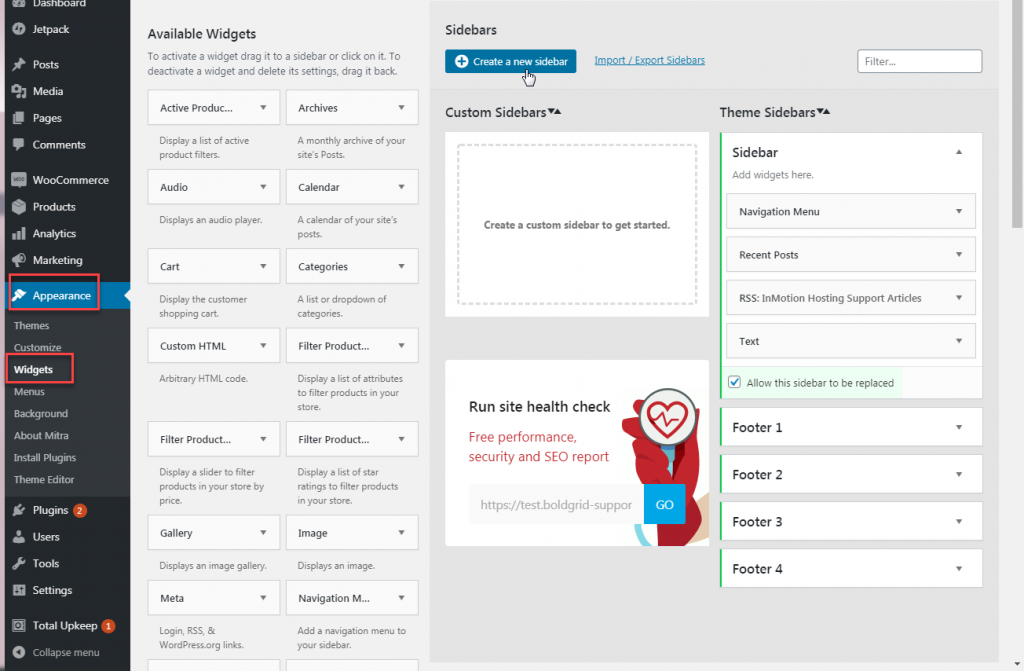 Dashboard
Jetpack
Posts
Media
Pages
Comments
WooCommerce
Products
Analytics
Marketing
Appearance
Themes
Customize
Widgets
Menus
Background
About Mitra
Install Plugins
Theme Editor
Plugins 2
Users
Tools
Settings
Total Upkeep 1
Collapse menu
Available Widgets
To activate a widget drag it to a sidebar or click on it. To
deactivate a widget and delete its settings, drag it back.
Active Produc...
Display a list of active
product filters.
Archives
A monthly archive of your
site's Posts.
Audio
Displays an audio player.
Calendar
A calendar of your site's
posts.
Cart
Display the customer
shopping cart.
Categories
A list or dropdown of
categories.
Custom HTML
Arbitrary HTML code.
Filter Product...
Display a list of attributes
to filter products in your
store.
Filter Product...
Display a slider to filter
products in your store by
price.
Filter Product...
Display a list of star
ratings to filter products
in your store.
Gallery
Displays an image gallery.
Image
Displays an image.
Meta
Login, RSS, &
WordPress.org links.
Navigation M...
Add a navigation menu to
your sidebar.
Sidebars
Create a new sidebar
Import / Export Sidebars
Filter...
Custom Sidebars
Create a custom sidebar to get started.
Run site health check
Free performance,
security and SEO report
https://test.boldgrid-suppor
GO
Theme Sidebars
Sidebar
Add widgets here.
Navigation Menu
Recent Posts
RSS: InMotion Hosting Support Articles
Text
Allow this sidebar to be replaced
Footer 1
Footer 2
Footer 3
Footer 4